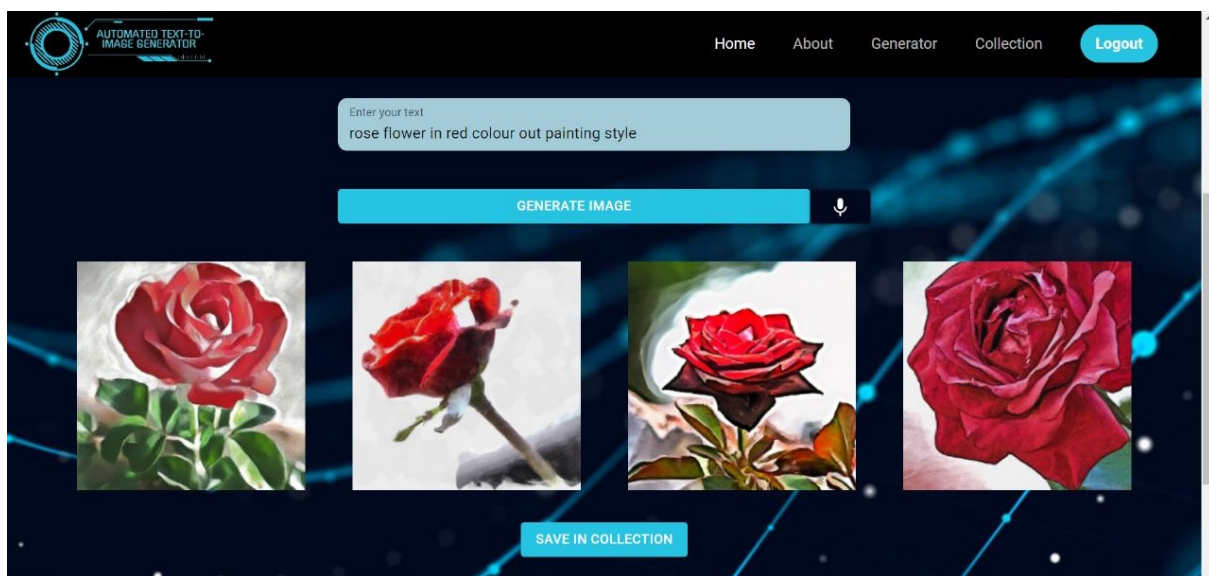 AUTOMATED TEXT-TO-
IMAGE GENERATOR
Home About Generator Collection Logout
Enter your text
rose flower in red colour out painting style
GENERATE IMAGE
SAVE IN COLLECTION